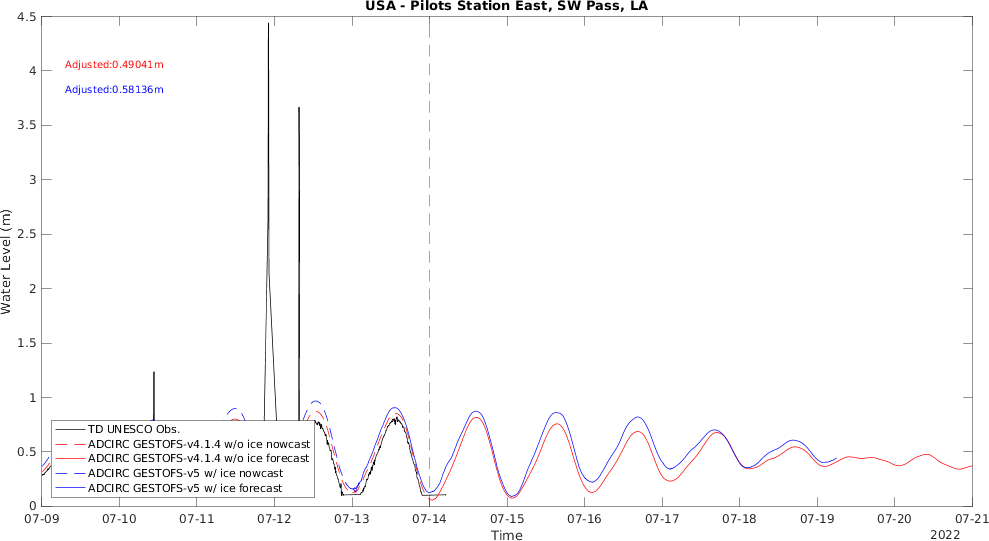 USA - Pilots Station East, SW Pass, LA
4.5
4
3.5
3
2.5
2
1.5
1
0.5
0
Water Level (m)
Adjusted:0.49041m
Adjusted:0.58136m
TD UNESCO Obs.
ADCIRC GESTOFS-v4.1.4 w/o ice nowcast
ADCIRC GESTOFS-v4.1.4 w/o ice forecast
ADCIRC GESTOFS-v5 w/ ice nowcast
ADCIRC GESTOFS-v5 w/ ice forecast
07-09 07-10 07-11 07-12 07-13 07-14 07-15 07-16 07-17 07-18 07-19 07-20 07-21
Time
2022